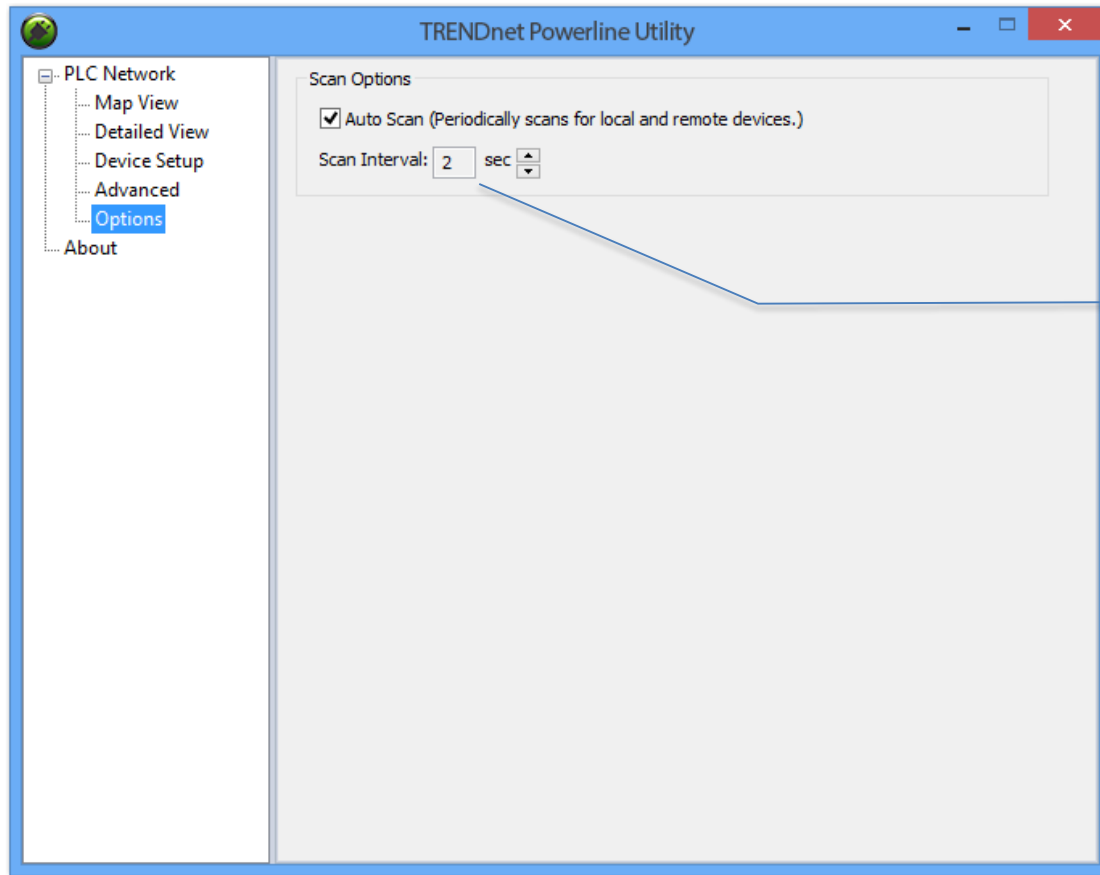 TRENDnet Powerline Utility
PLC Network
Map View
Detailed View
Device Setup
Advanced
Options
About
Scan Options
Auto Scan (Periodically scans for local and remote devices.)
Scan Interval: 2 sec